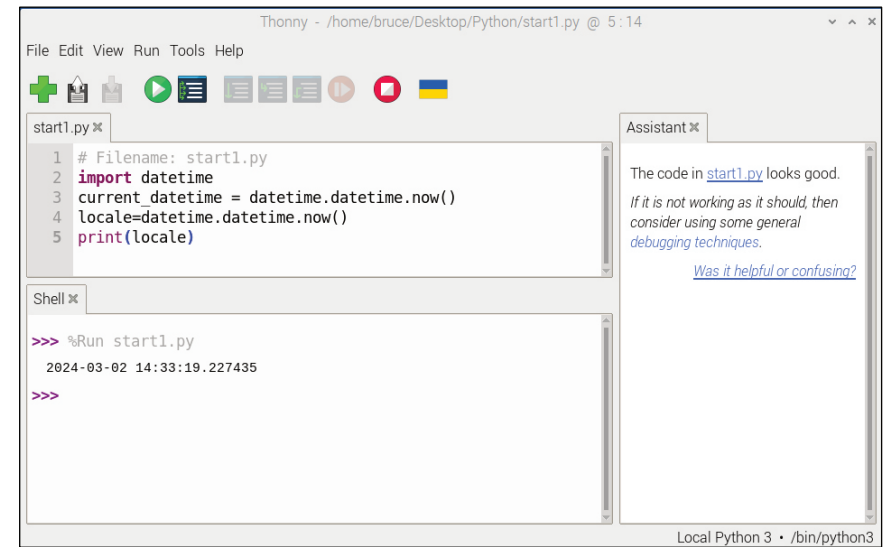 Thonny - /home/bruce/Desktop/Python/start1.py @ 5:14
File Edit View Run Tools Help
start1.py
1 # Filename: start1.py
2 import datetime
3 current_datetime = datetime.datetime.now()
4 locale=datetime.datetime.now()
5 print(locale)
Shell
>>> %Run start1.py
2024-03-02 14:33:19.227435
>>>
Assistant
The code in start1.py looks good.
If it is not working as it should, then
consider using some general
debugging techniques.
Was it helpful or confusing?
Local Python 3 • /bin/python3